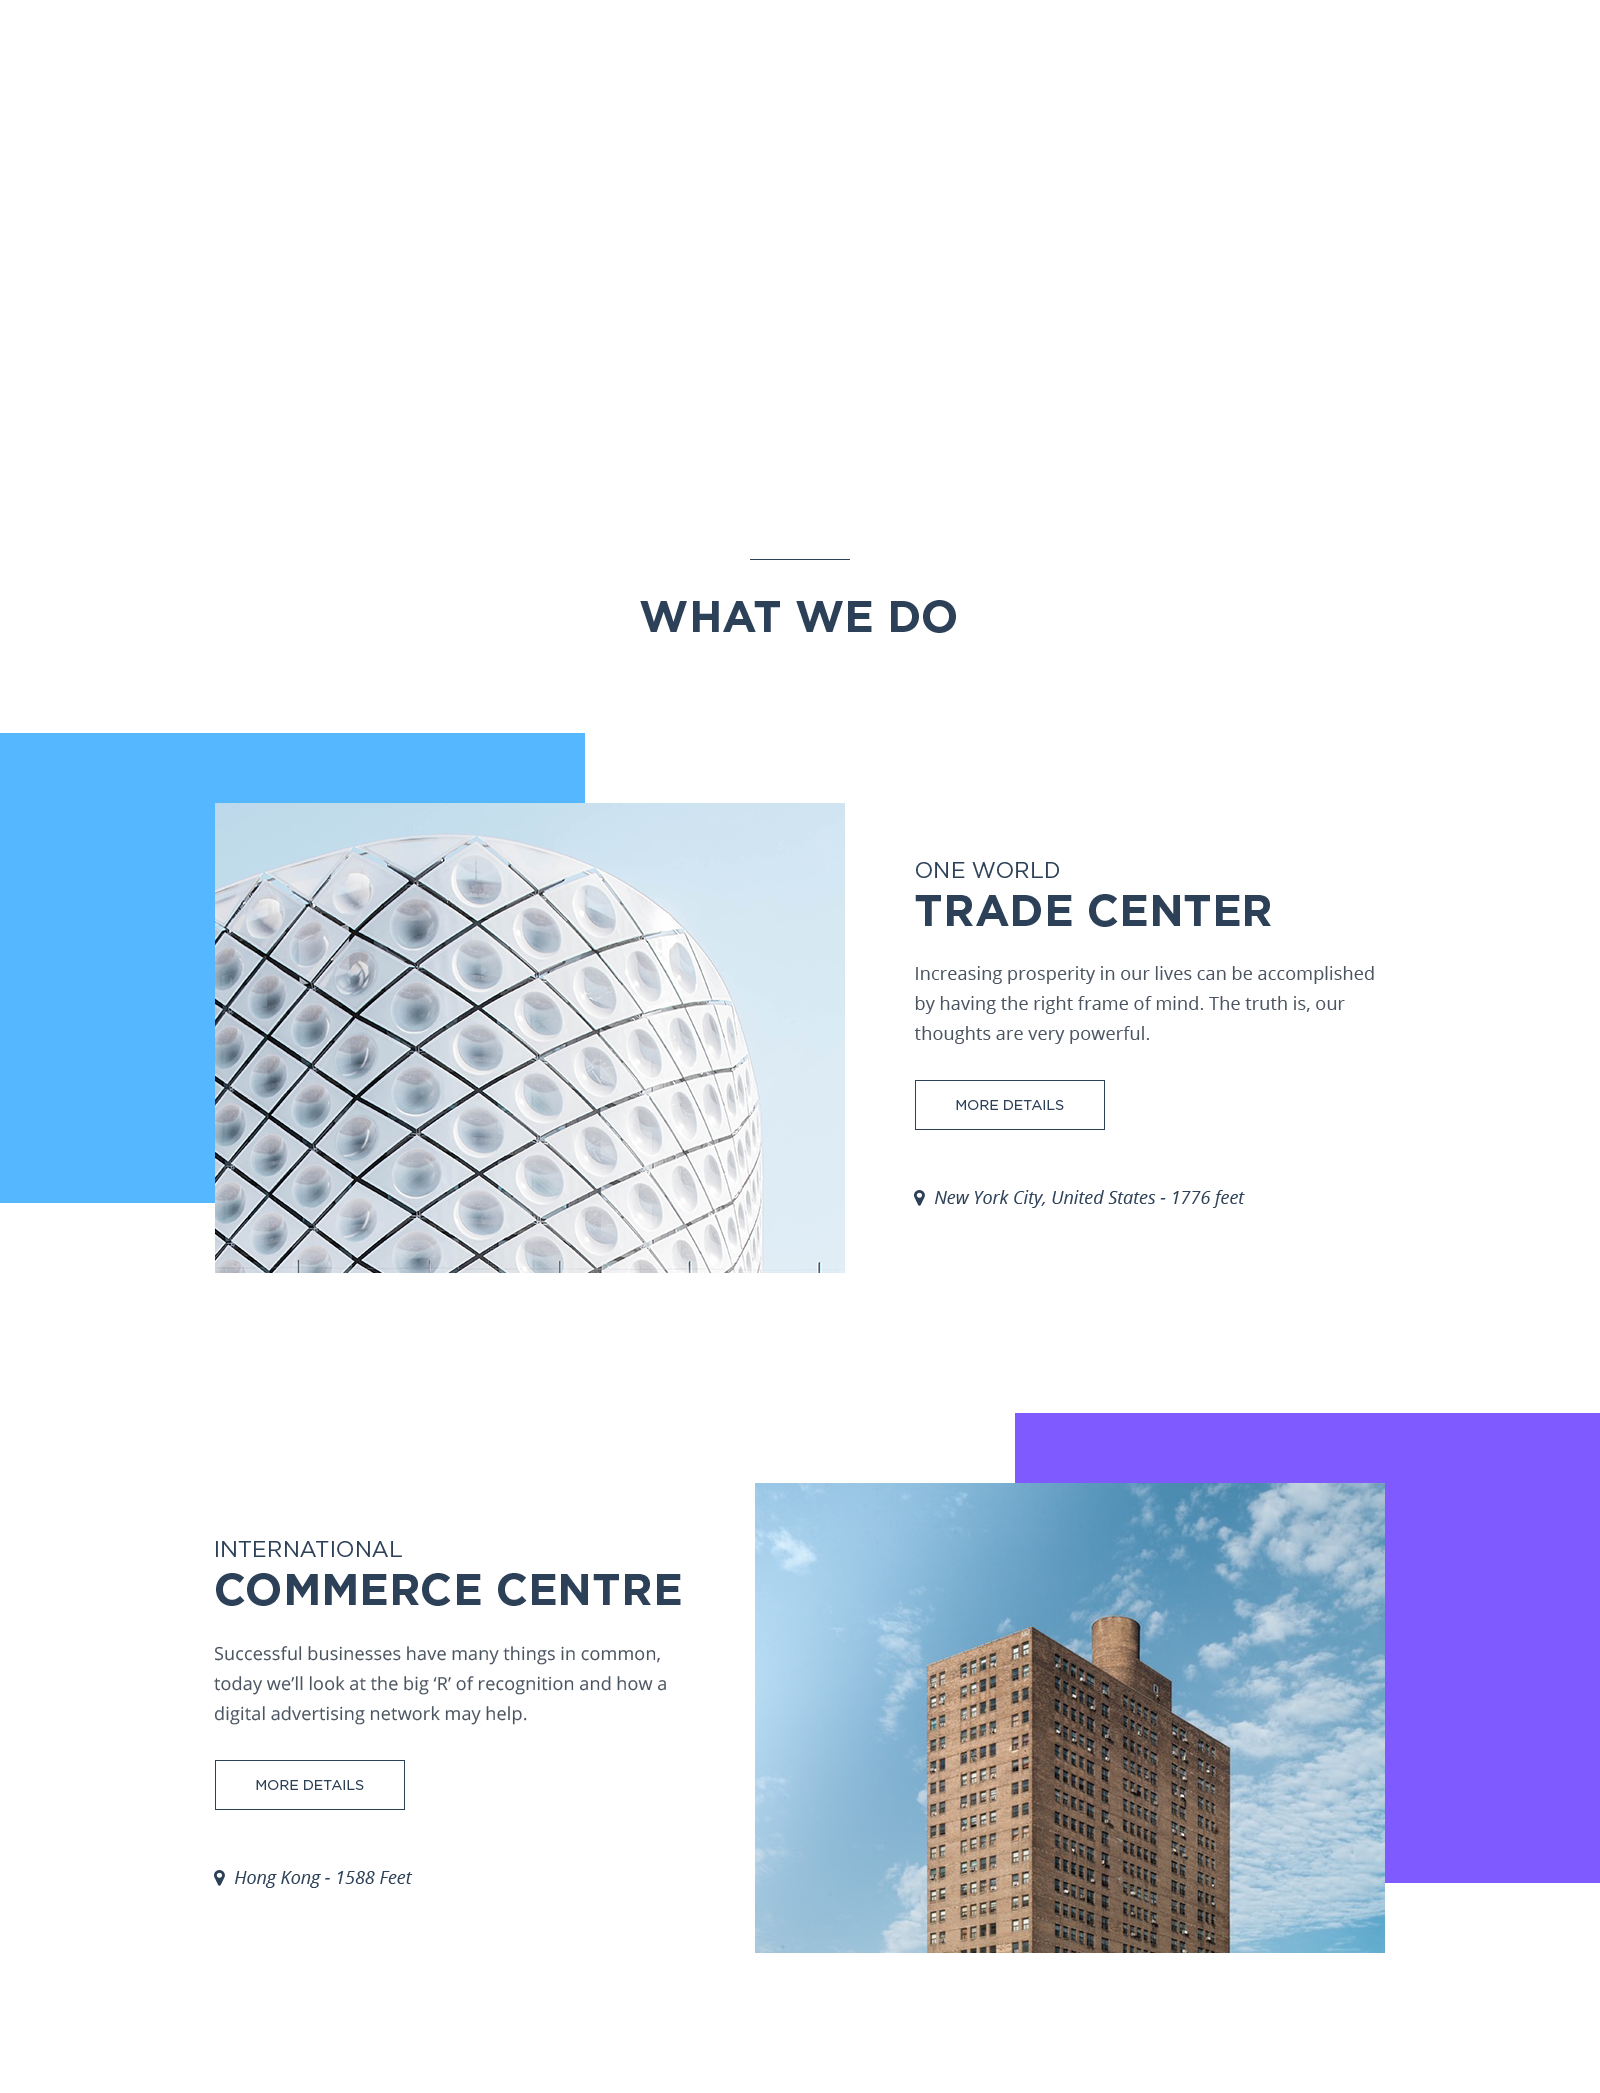 WHAT WE DO
ONE WORLD
TRADE CENTER
Increasing prosperity in our lives can be accomplished
by having the right frame of mind. The truth is, our
thoughts are very powerful.
MORE DETAILS
New York City, United States - 1776 feet
INTERNATIONAL
COMMERCE CENTRE
Successful businesses have many things in common,
today we’ll look at the big ‘R’ of recognition and how a
digital advertising network may help.
MORE DETAILS
Hong Kong - 1588 Feet